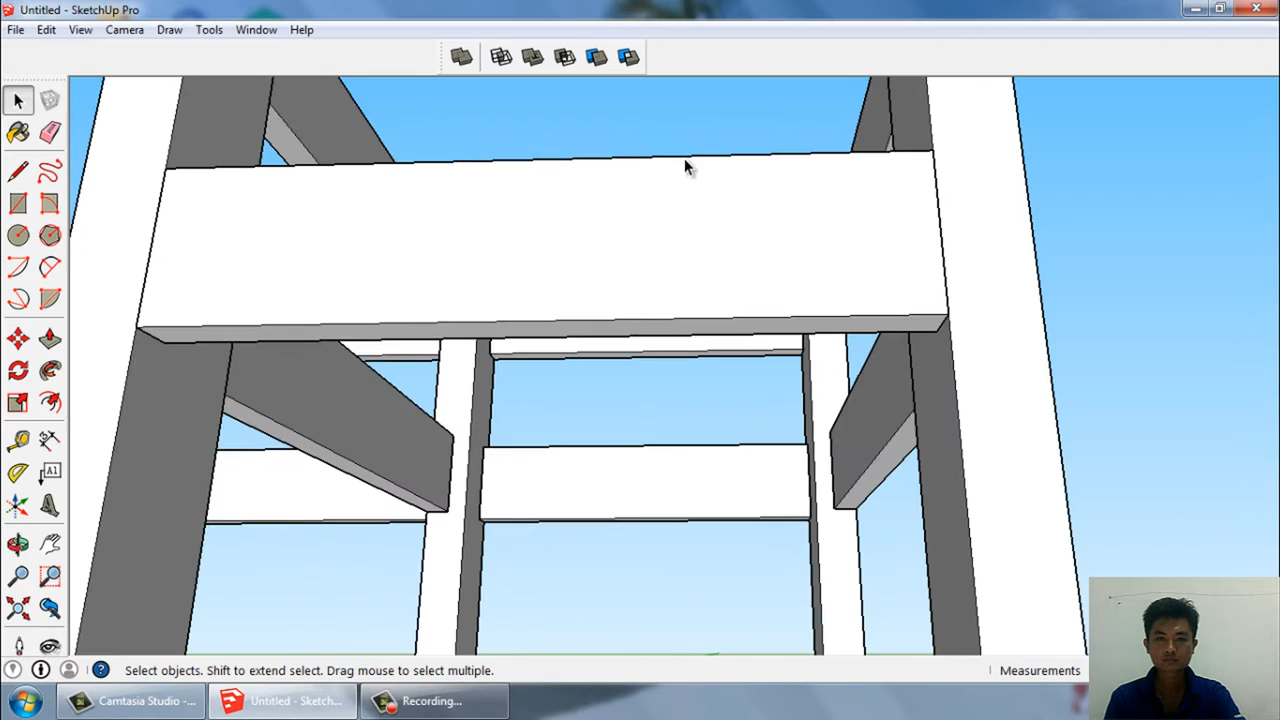 Untitled - SketchUp Pro
File Edit View Camera Draw Tools Window Help
A1
Select objects. Shift to extend select. Drag mouse to select multiple.
Measurements
Camtasia Studio -... Untitled - Sketch... Recording...